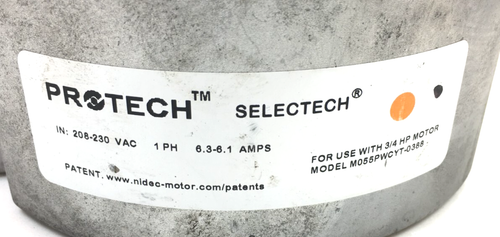 PROTECH™ SELECTECH®
IN: 208-230 VAC 1 PH 6.3-6.1 AMPS
FOR USE WITH 3/4 HP MOTOR
MODEL M055PWCYT-0388
PATENT. www.nidec-motor.com/patents